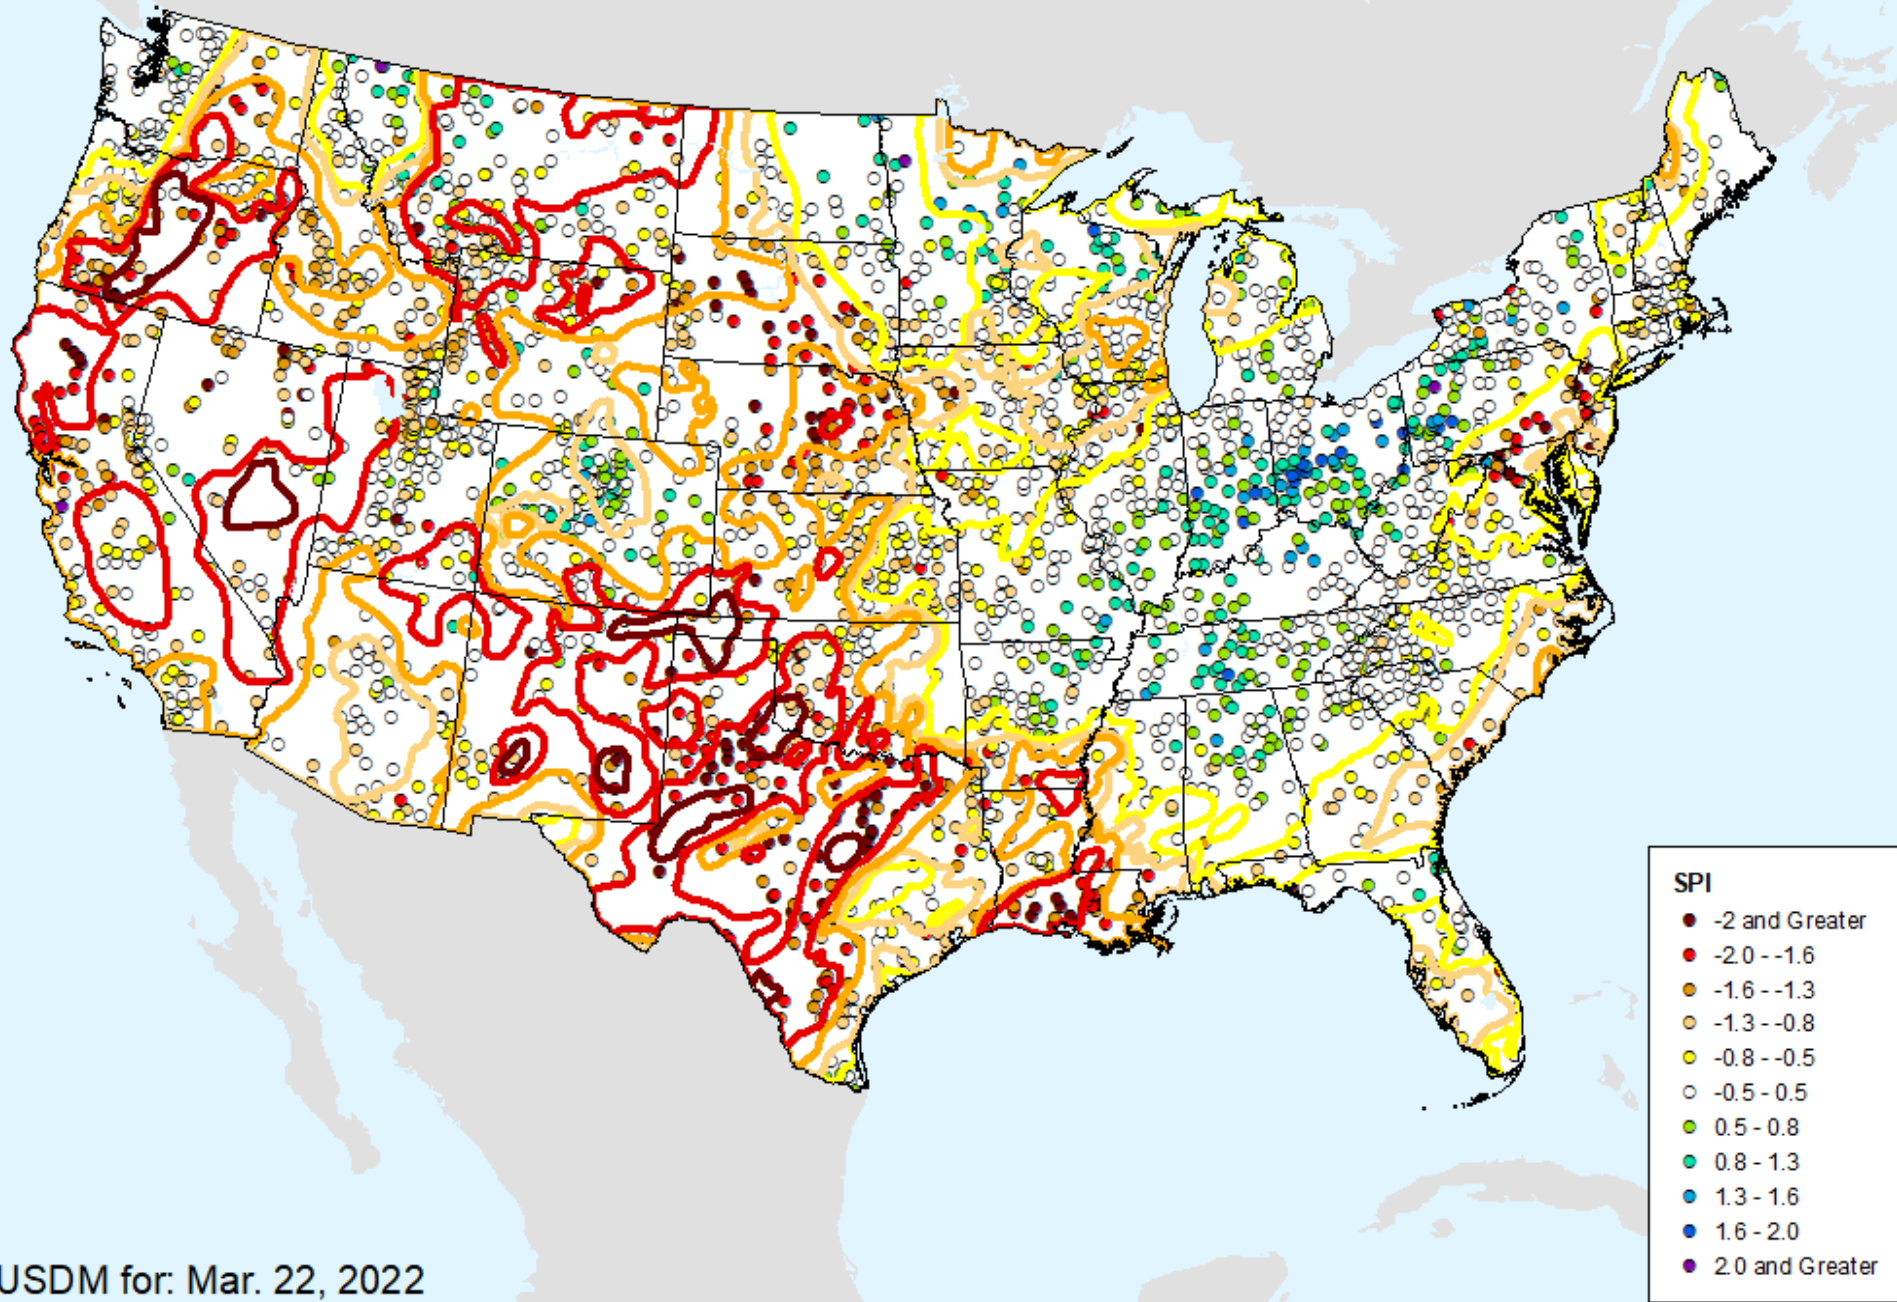 SPI
-2 and Greater
-2.0 - -1.6
-1.6 - -1.3
-1.3 - -0.8
-0.8 - -0.5
-0.5 - 0.5
0.5 - 0.8
0.8 - 1.3
1.3 - 1.6
1.6 - 2.0
2.0 and Greater
USDM for: Mar. 22, 2022